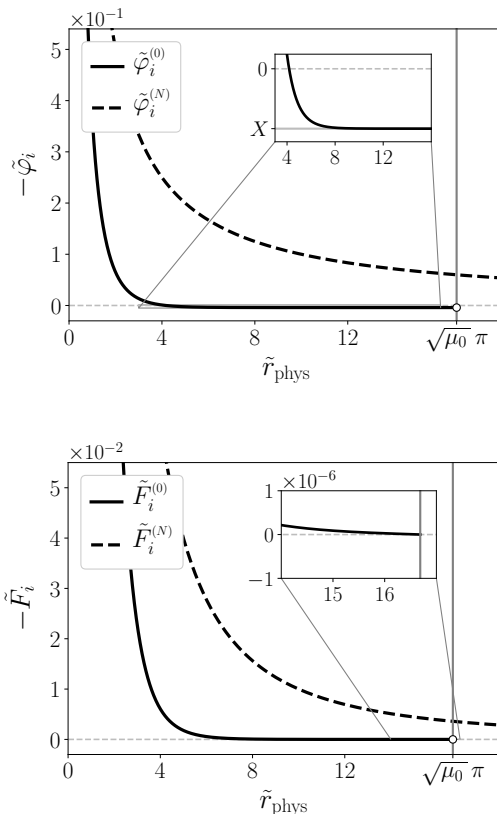 ×10⁻¹
5
4
3
2
1
0
−φ̃ᵢ
φ̃ᵢ⁽⁰⁾
φ̃ᵢ⁽ᴺ⁾
0
X
4 8 12
0 4 8 12 √μ₀ π
r̃phys
×10⁻²
5
4
3
2
1
0
−F̃ᵢ
F̃ᵢ⁽⁰⁾
F̃ᵢ⁽ᴺ⁾
×10⁻⁶
1
0
−1
15 16
0 4 8 12 √μ₀ π
r̃phys